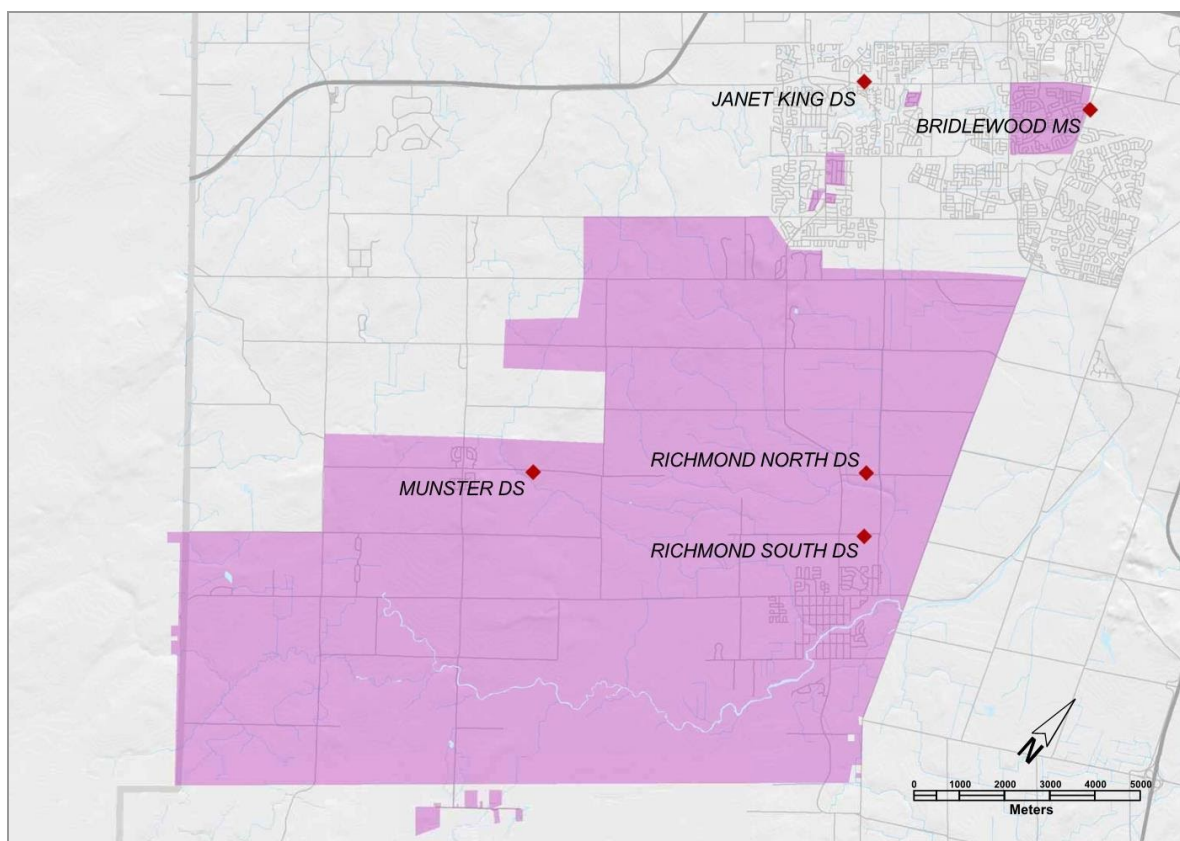 JANET KING DS
BRIDLEWOOD MS
RICHMOND NORTH DS
MUNSTER DS
RICHMOND SOUTH DS
N
0 1000 2000 3000 4000 5000
Meters